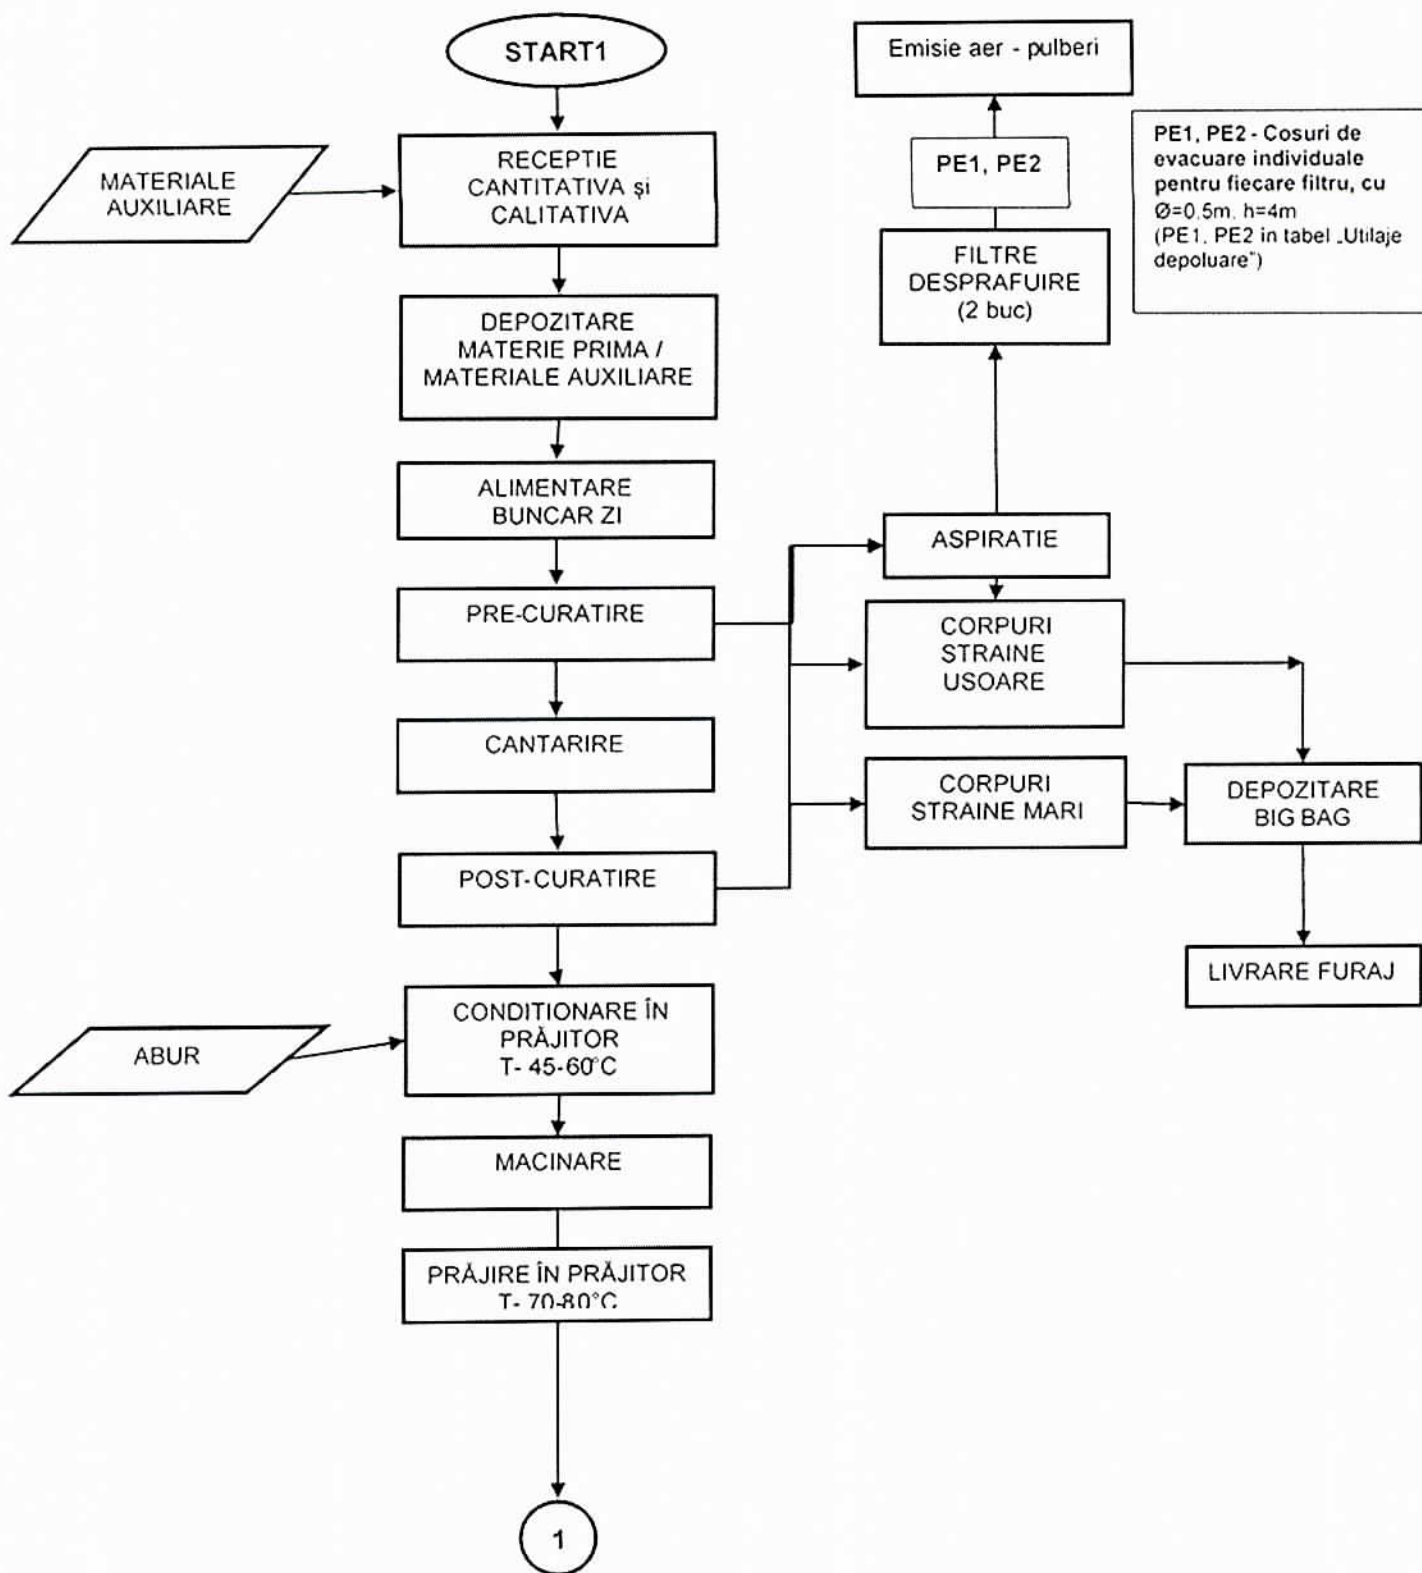 START1
Emisie aer - pulberi
PE1, PE2
PE1, PE2 - Cosuri de
evacuare individuale
pentru fiecare filtru, cu
Ø=0.5m, h=4m
(PE1, PE2 in tabel „Utilaje
depoluare”)
MATERIALE
AUXILIARE
RECEPTIE
CANTITATIVA şi
CALITATIVA
FILTRE
DESPRAFUIRE
(2 buc)
DEPOZITARE
MATERIE PRIMA /
MATERIALE AUXILIARE
ALIMENTARE
BUNCAR ZI
ASPIRATIE
PRE-CURATIRE
CORPURI
STRAINE
USOARE
CANTARIRE
CORPURI
STRAINE MARI
DEPOZITARE
BIG BAG
POST-CURATIRE
LIVRARE FURAJ
CONDITIONARE ÎN
PRĂJITOR
T- 45-60°C
ABUR
MACINARE
PRĂJIRE ÎN PRĂJITOR
T- 70-80°C
1